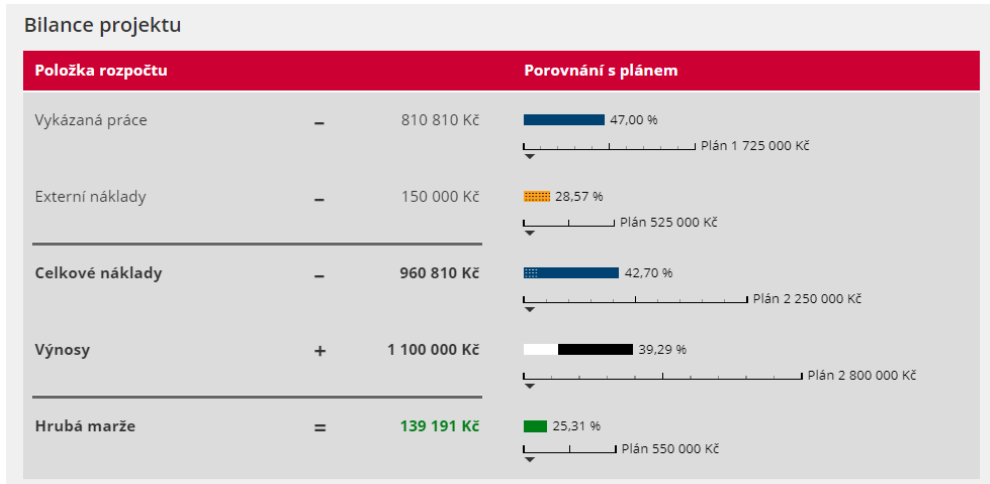 Bilance projektu
Položka rozpočtu Porovnání s plánem
Vykázaná práce – 810 810 Kč 47,00 %
Plán 1 725 000 Kč
Externí náklady – 150 000 Kč 28,57 %
Plán 525 000 Kč
Celkové náklady – 960 810 Kč 42,70 %
Plán 2 250 000 Kč
Výnosy + 1 100 000 Kč 39,29 %
Plán 2 800 000 Kč
Hrubá marže = 139 191 Kč 25,31 %
Plán 550 000 Kč